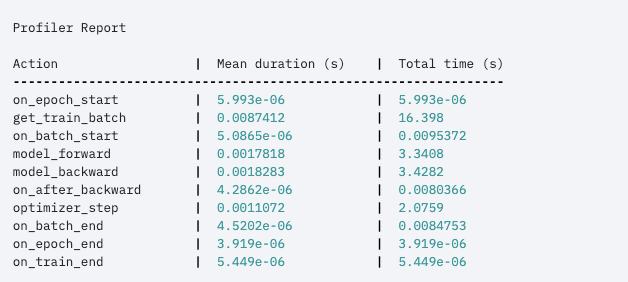 Profiler Report
Action | Mean duration (s) | Total time (s)
-----------------------------------------------------------------
on_epoch_start | 5.993e-06 | 5.993e-06
get_train_batch | 0.0087412 | 16.398
on_batch_start | 5.0865e-06 | 0.0095372
model_forward | 0.0017818 | 3.3408
model_backward | 0.0018283 | 3.4282
on_after_backward | 4.2862e-06 | 0.0080366
optimizer_step | 0.0011072 | 2.0759
on_batch_end | 4.5202e-06 | 0.0084753
on_epoch_end | 3.919e-06 | 3.919e-06
on_train_end | 5.449e-06 | 5.449e-06